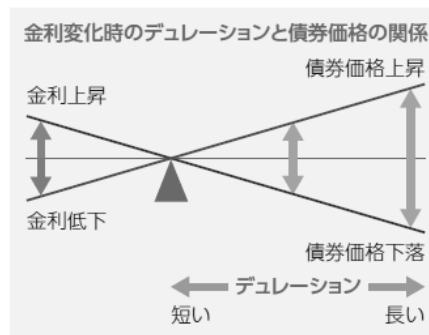 金利変化時のデュレーションと債券価格の関係
債券価格上昇
金利上昇
金利低下
債券価格下落
デュレーション
短い
長い